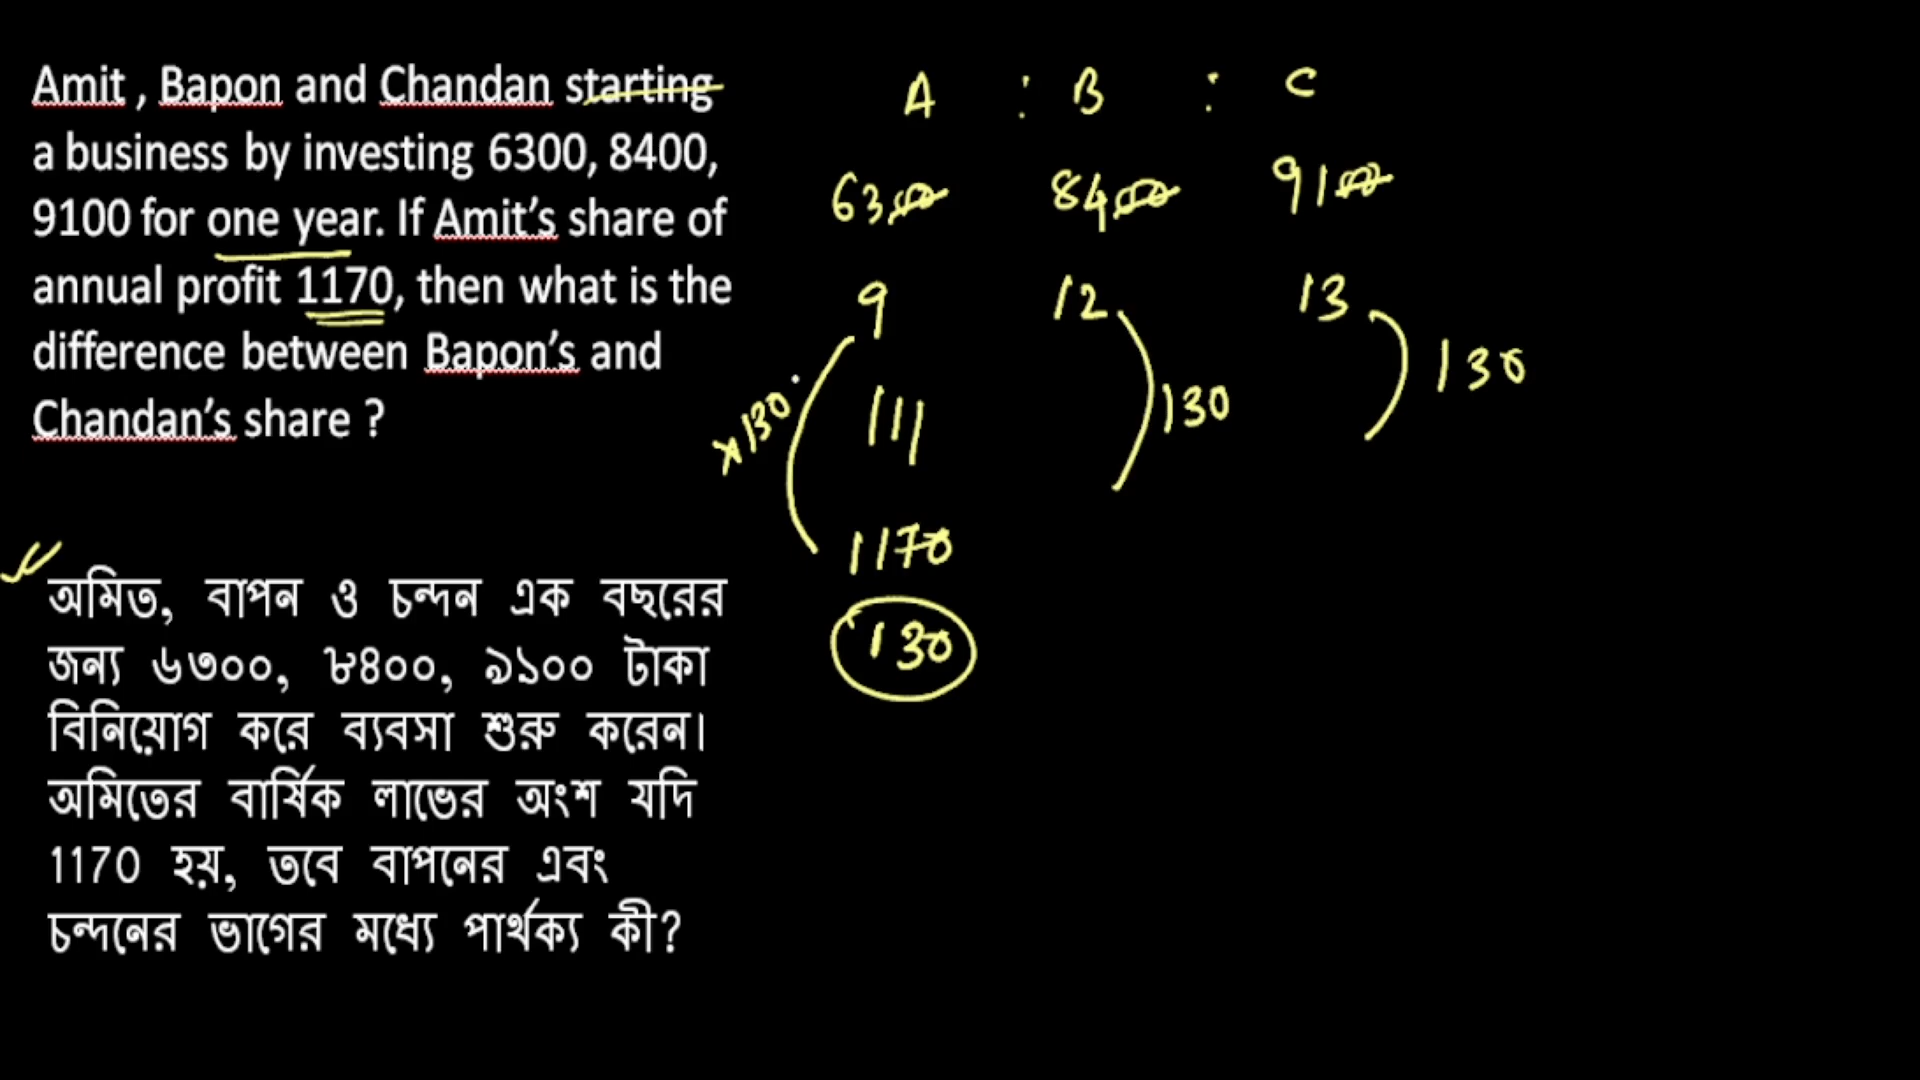 Amit , Bapon and Chandan starting
a business by investing 6300, 8400,
9100 for one year. If Amit's share of
annual profit 1170, then what is the
difference between Bapon's and
Chandan's share ?
অমিত, বাপন ও চন্দন এক বছরের
জন্য ৬৩০০, ৮৪০০, ৯১০০ টাকা
বিনিয়োগ করে ব্যবসা শুরু করেন।
অমিতের বার্ষিক লাভের অংশ যদি
1170 হয়, তবে বাপনের এবং
চন্দনের ভাগের মধ্যে পার্থক্য কী?
A : B : C
6300 8400 9100
9 12 13
×130 111 130 130
1170
130